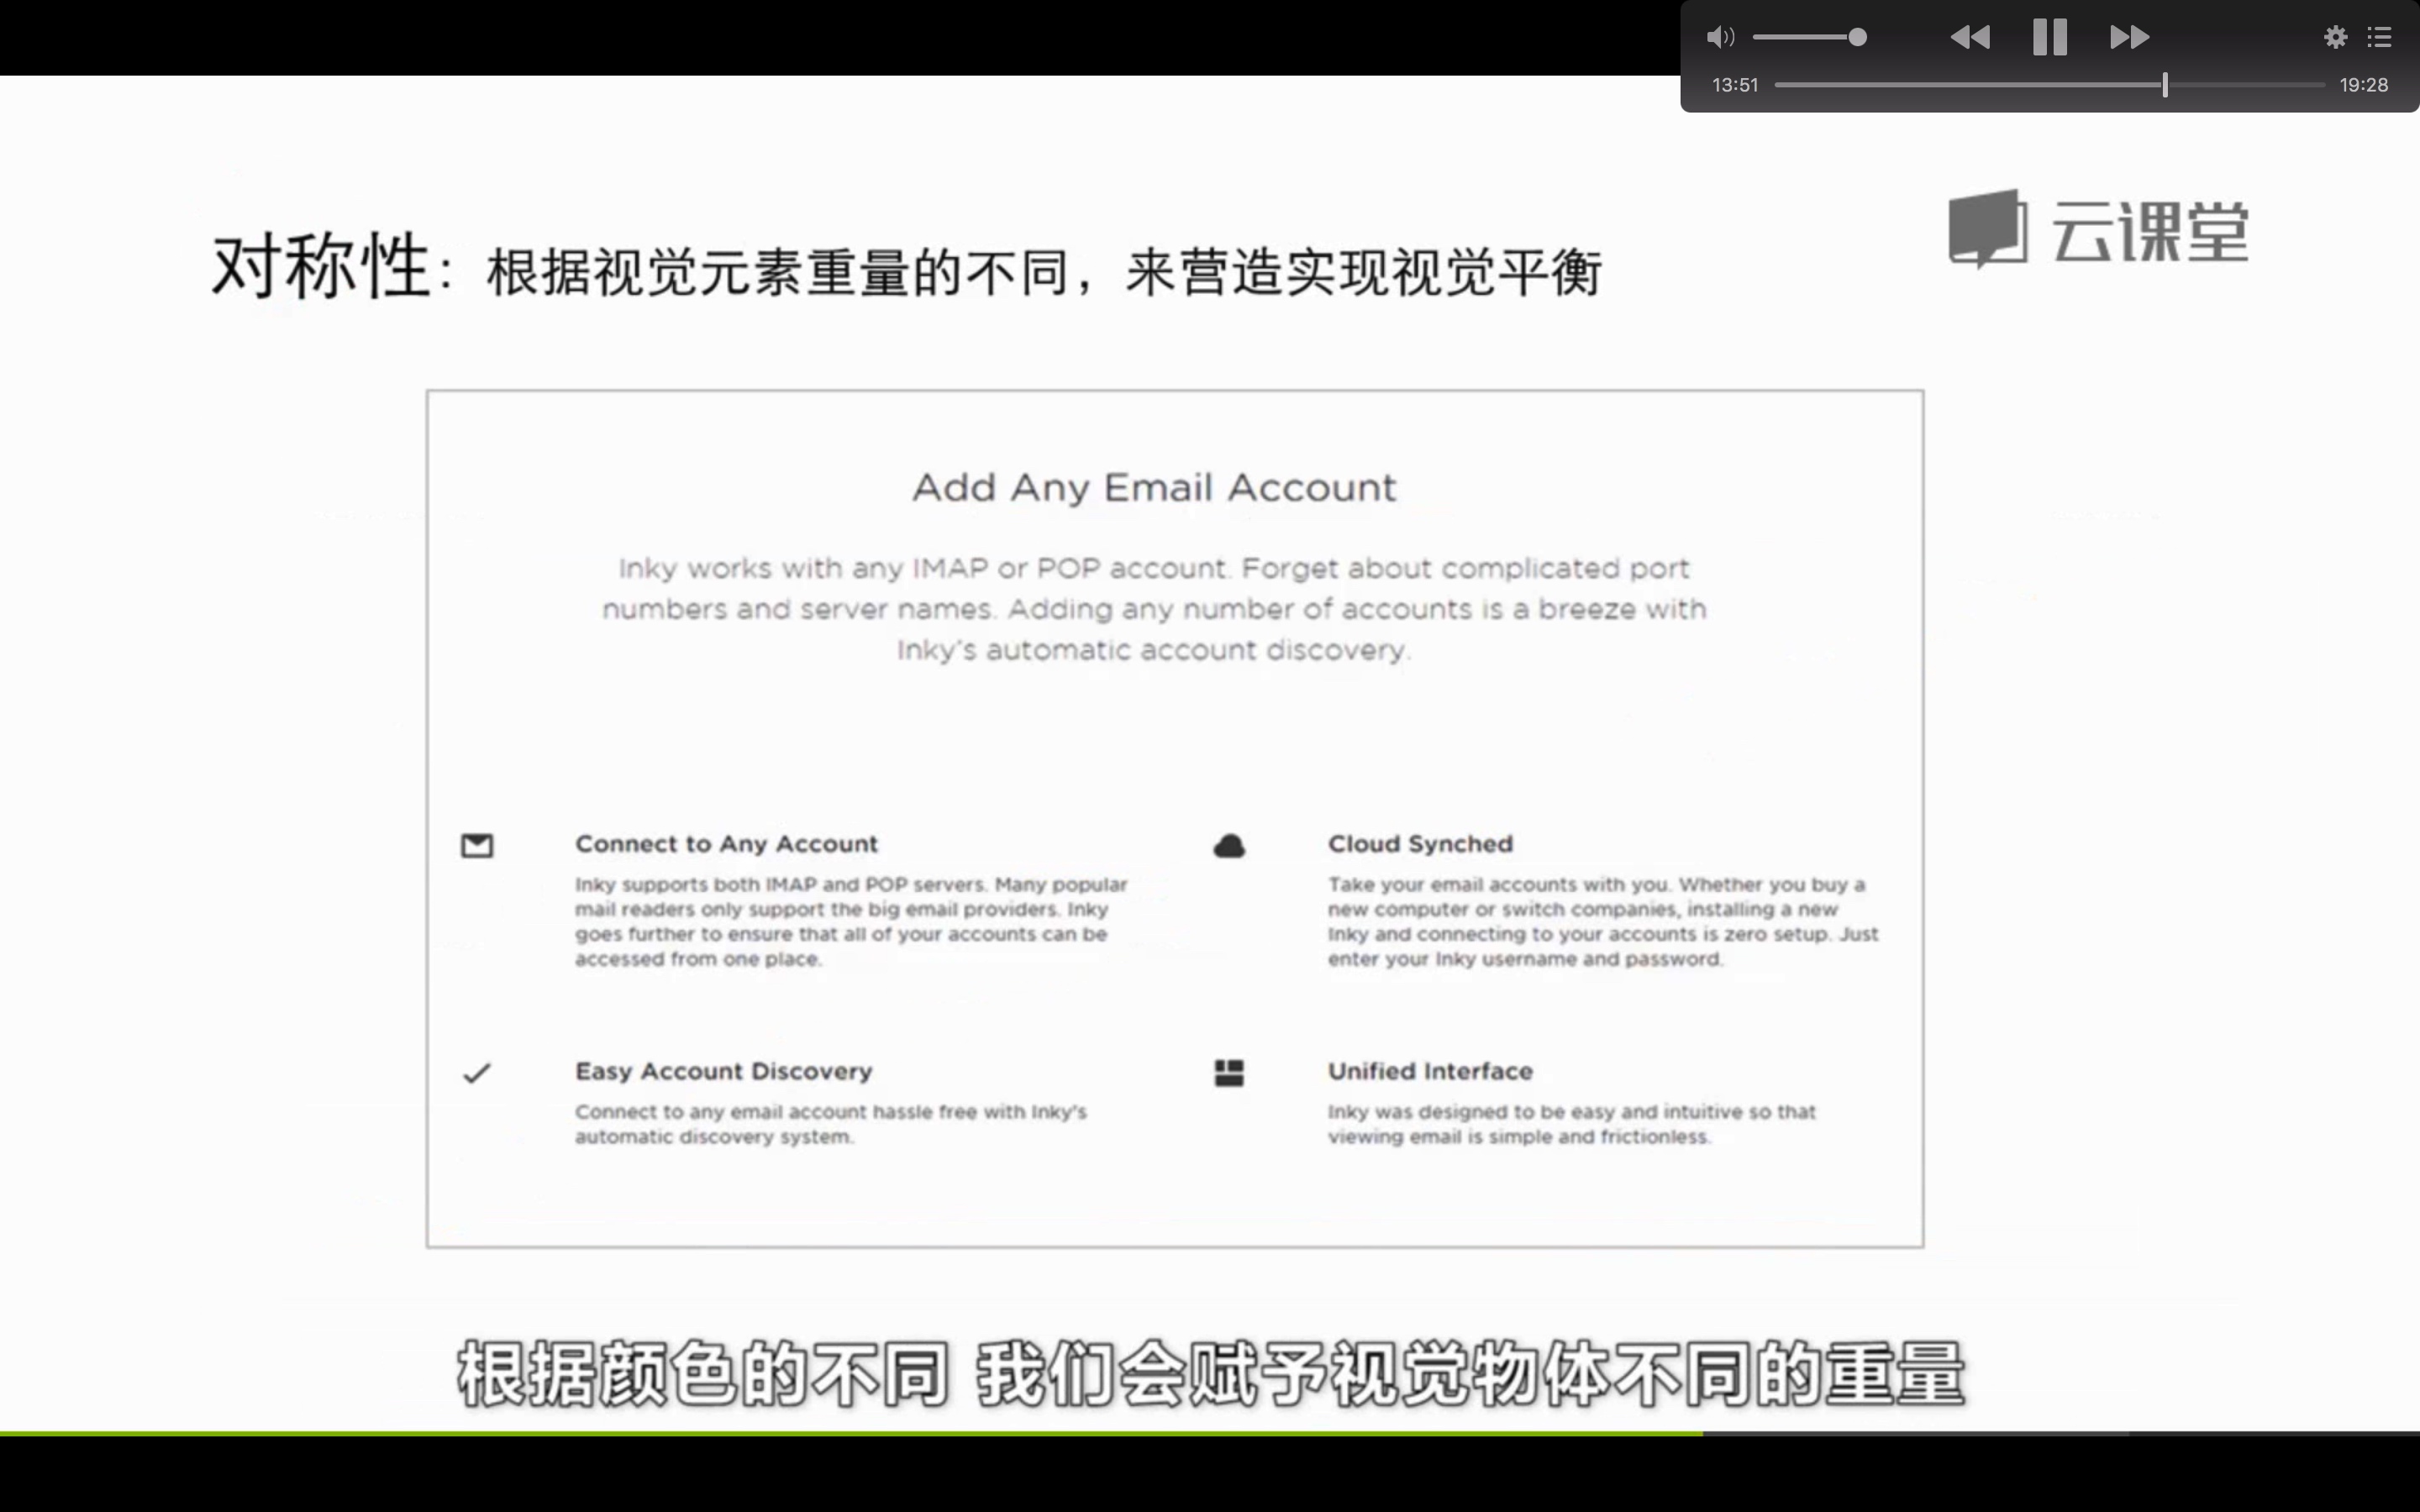 13:51
19:28
云课堂
对称性：根据视觉元素重量的不同，来营造实现视觉平衡
Add Any Email Account
Inky works with any IMAP or POP account. Forget about complicated port
numbers and server names. Adding any number of accounts is a breeze with
Inky's automatic account discovery.
Connect to Any Account
Inky supports both IMAP and POP servers. Many popular
mail readers only support the big email providers. Inky
goes further to ensure that all of your accounts can be
accessed from one place.
Cloud Synched
Take your email accounts with you. Whether you buy a
new computer or switch companies, installing a new
Inky and connecting to your accounts is zero setup. Just
enter your Inky username and password.
Easy Account Discovery
Connect to any email account hassle free with Inky's
automatic discovery system.
Unified Interface
Inky was designed to be easy and intuitive so that
viewing email is simple and frictionless.
根据颜色的不同 我们会赋予视觉物体不同的重量